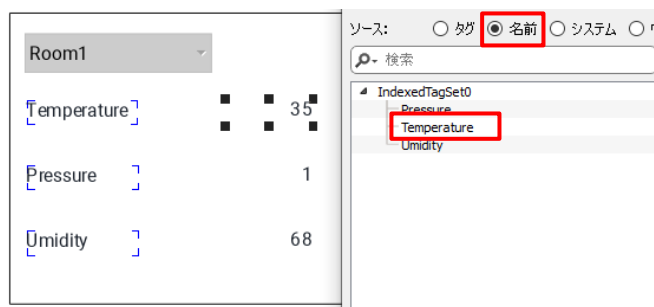 Room1
Temperature 35
Pressure 1
Umidity 68
ソース: タグ 名前 システム
検索
IndexedTagSet0
Pressure
Temperature
Umidity